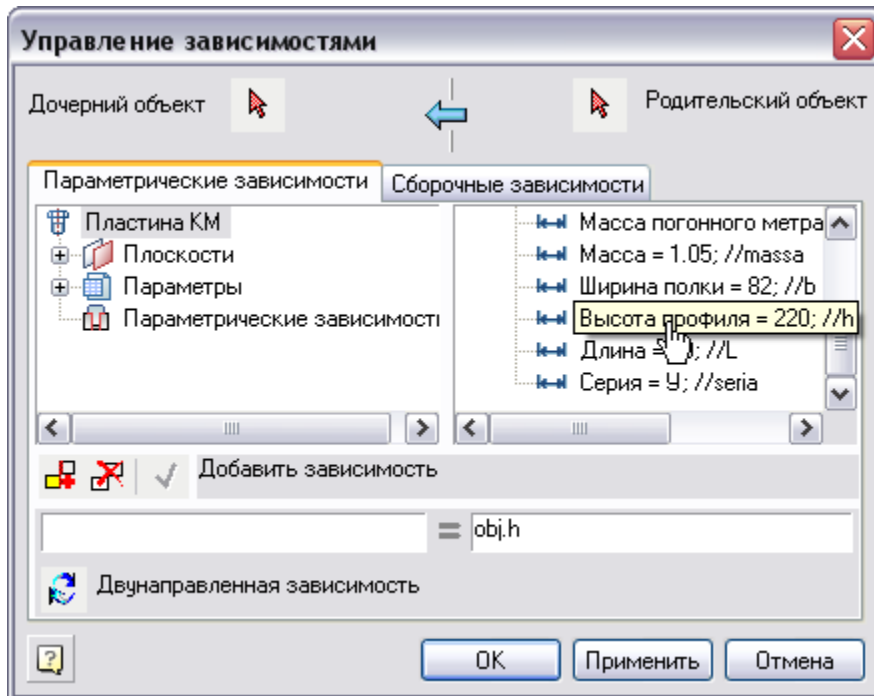 Управление зависимостями
Дочерний объект
Родительский объект
Параметрические зависимости
Сборочные зависимости
Пластина КМ
Плоскости
Параметры
Параметрические зависимости
Масса погонного метра
Масса = 1.05; //massa
Ширина полки = 82; //b
Высота профиля = 220; //h
Длина = //L
Серия = У; //seria
Добавить зависимость
= obj.h
Двунаправленная зависимость
?
OK
Применить
Отмена